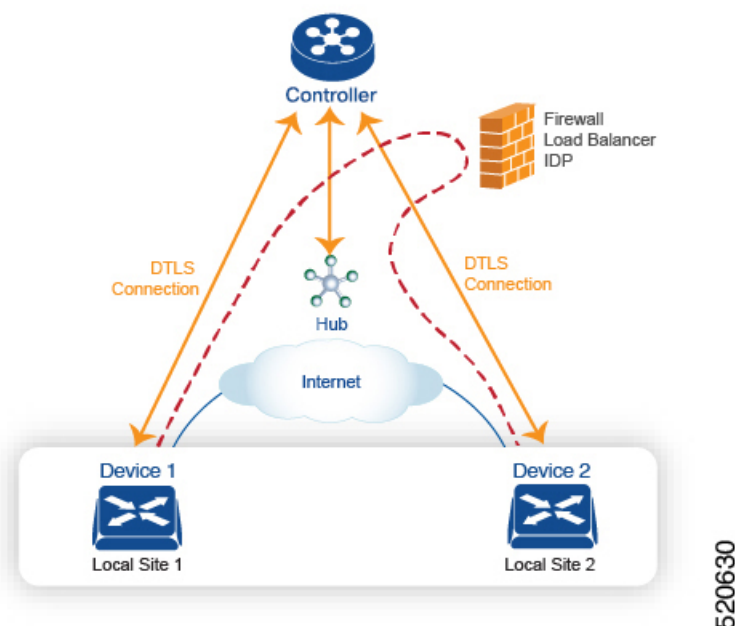 Controller
Firewall
Load Balancer
IDP
DTLS
Connection
DTLS
Connection
Hub
Internet
Device 1
Device 2
Local Site 1
Local Site 2
520630